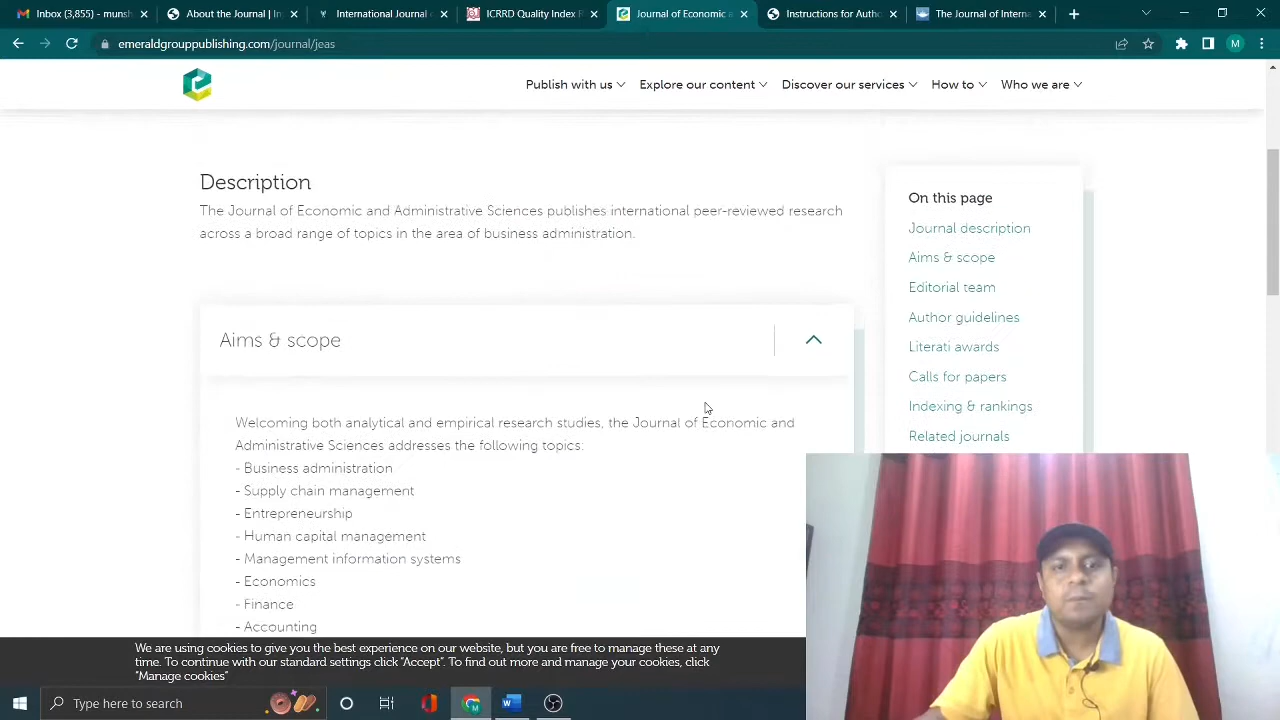 Inbox (3,855) - munsh
About the Journal | In
International Journal o
ICRRD Quality Index R
Journal of Economic a
Instructions for Autho
The Journal of Interna
emeraldgrouppublishing.com/journal/jeas
M
Publish with us
Explore our content
Discover our services
How to
Who we are
Description
The Journal of Economic and Administrative Sciences publishes international peer-reviewed research
across a broad range of topics in the area of business administration.
Aims & scope
Welcoming both analytical and empirical research studies, the Journal of Economic and
Administrative Sciences addresses the following topics:
- Business administration
- Supply chain management
- Entrepreneurship
- Human capital management
- Management information systems
- Economics
- Finance
- Accounting
On this page
Journal description
Aims & scope
Editorial team
Author guidelines
Literati awards
Calls for papers
Indexing & rankings
Related journals
We are using cookies to give you the best experience on our website, but you are free to manage these at any
time. To continue with our standard settings click "Accept". To find out more and manage your cookies, click
"Manage cookies"
Type here to search